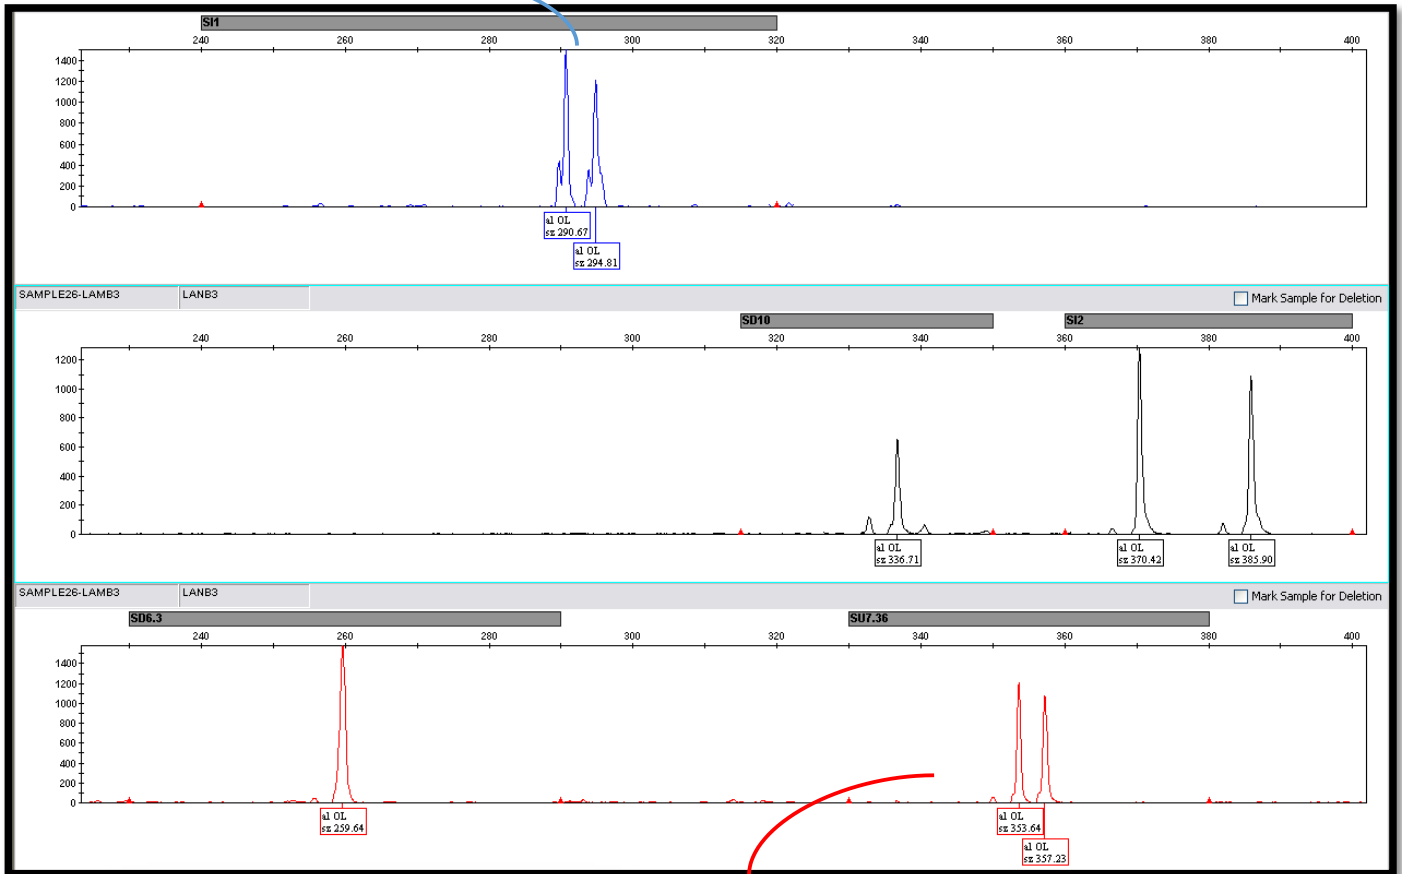 SI1
240 260 280 300 320 340 360 380 400
1400
1200
1000
800
600
400
200
0
al OL
sz 290.67
al OL
sz 294.81
SAMPLE26-LAMB3 LANB3 Mark Sample for Deletion
SD10 SI2
240 260 280 300 320 340 360 380 400
1200
1000
800
600
400
200
0
al OL
sz 336.71
al OL
sz 370.42
al OL
sz 385.90
SAMPLE26-LAMB3 LANB3 Mark Sample for Deletion
SD6.3 SU7.36
240 260 280 300 320 340 360 380 400
1400
1200
1000
800
600
400
200
0
al OL
sz 259.64
al OL
sz 353.64
al OL
sz 357.23